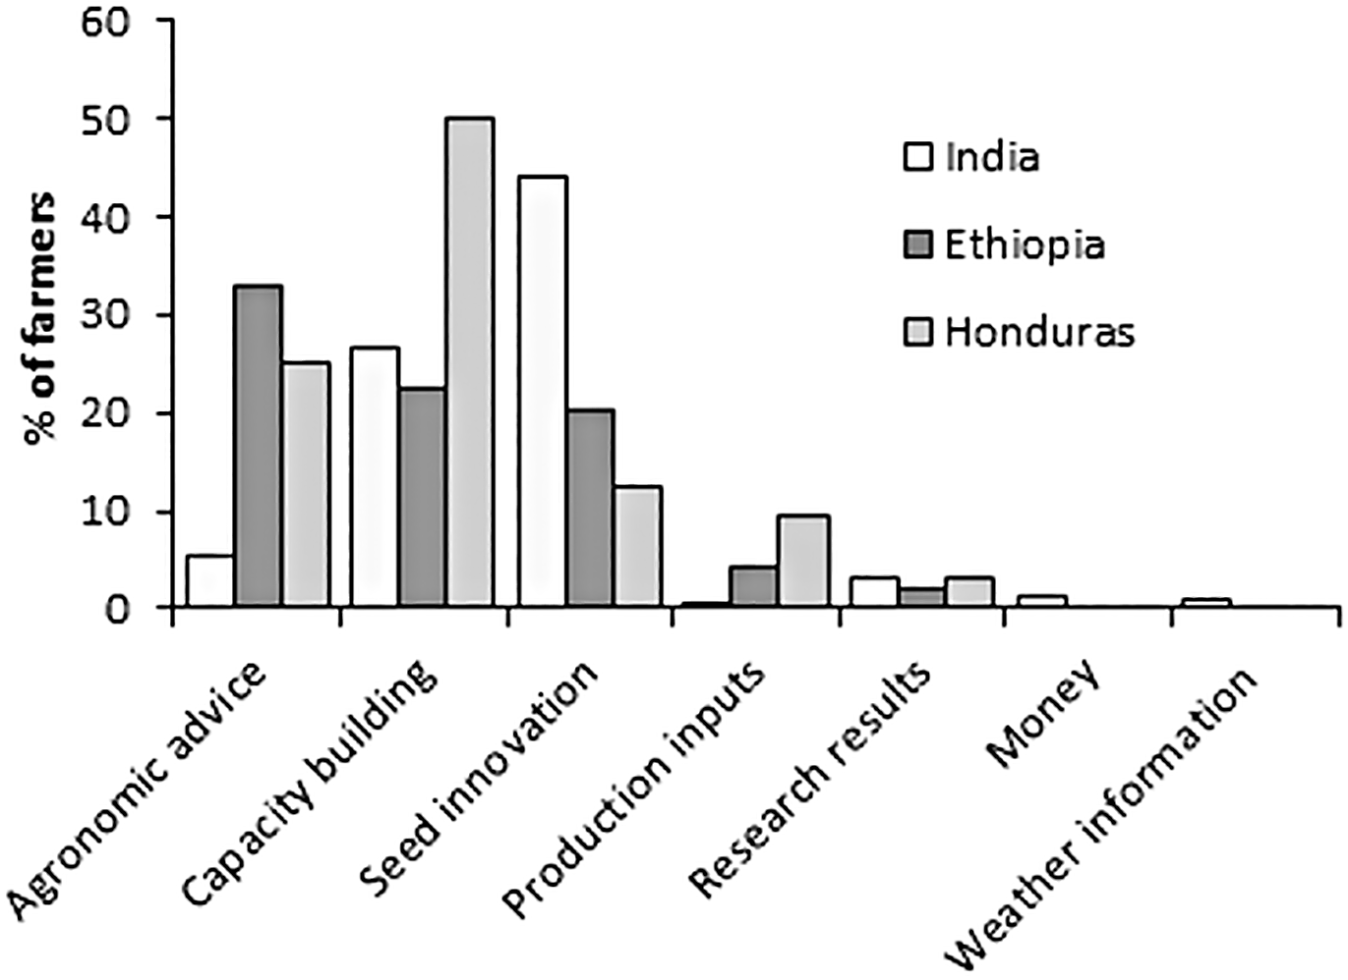 60
50
40
30
20
10
0
% of farmers
India
Ethiopia
Honduras
Agronomic advice
Capacity building
Seed innovation
Production inputs
Research results
Money
Weather information